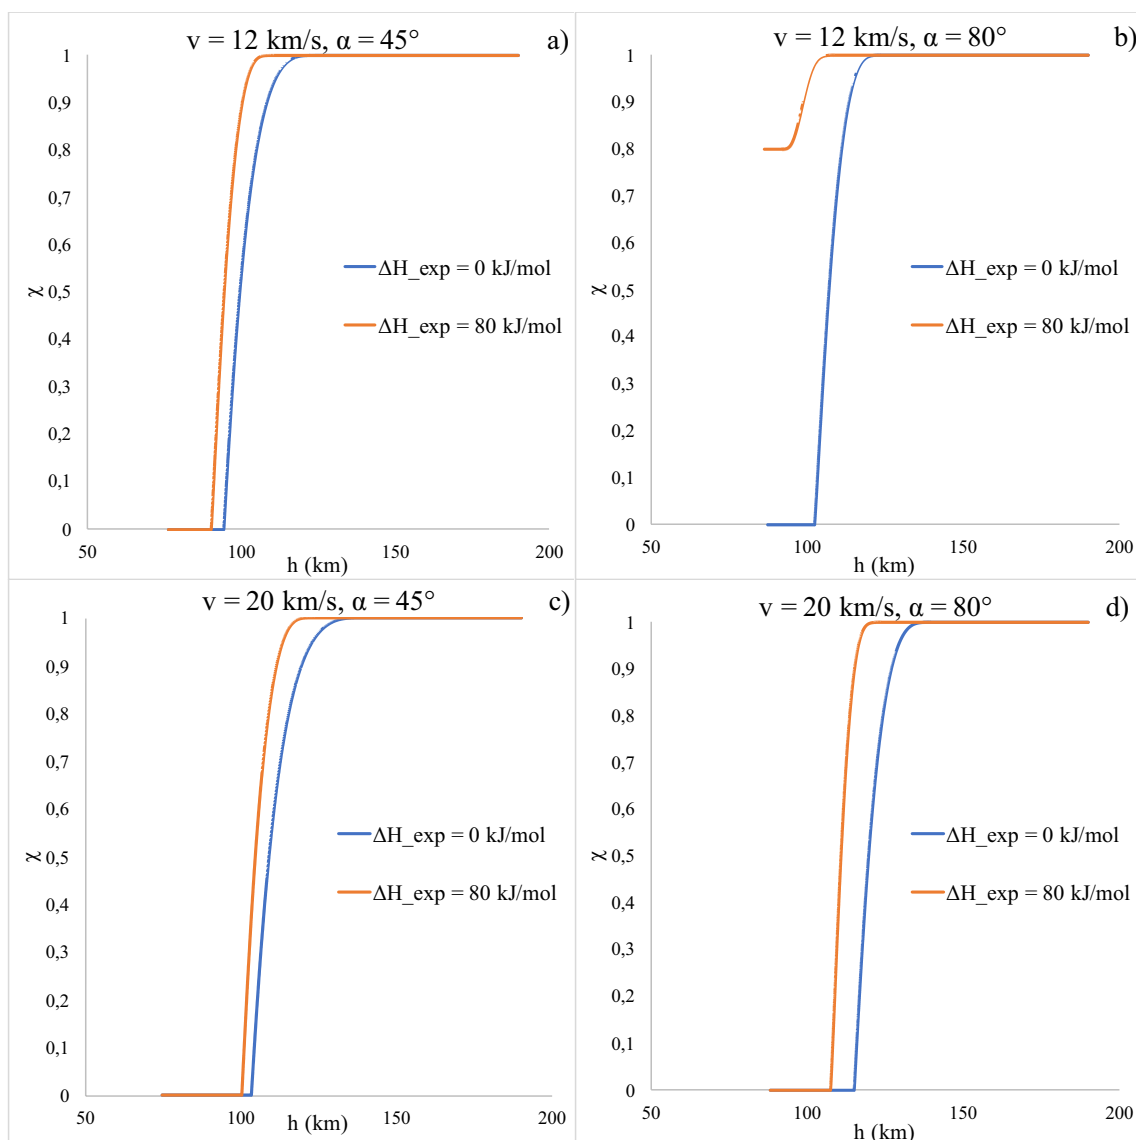 v = 12 km/s, α = 45°
a)
1
0,9
0,8
0,7
0,6
0,5
0,4
0,3
0,2
0,1
0
χ
ΔH_exp = 0 kJ/mol
ΔH_exp = 80 kJ/mol
50
100
150
200
h (km)
v = 12 km/s, α = 80°
b)
1
0,9
0,8
0,7
0,6
0,5
0,4
0,3
0,2
0,1
0
χ
ΔH_exp = 0 kJ/mol
ΔH_exp = 80 kJ/mol
50
100
150
200
h (km)
v = 20 km/s, α = 45°
c)
1
0,9
0,8
0,7
0,6
0,5
0,4
0,3
0,2
0,1
0
χ
ΔH_exp = 0 kJ/mol
ΔH_exp = 80 kJ/mol
50
100
150
200
h (km)
v = 20 km/s, α = 80°
d)
1
0,9
0,8
0,7
0,6
0,5
0,4
0,3
0,2
0,1
0
χ
ΔH_exp = 0 kJ/mol
ΔH_exp = 80 kJ/mol
50
100
150
200
h (km)